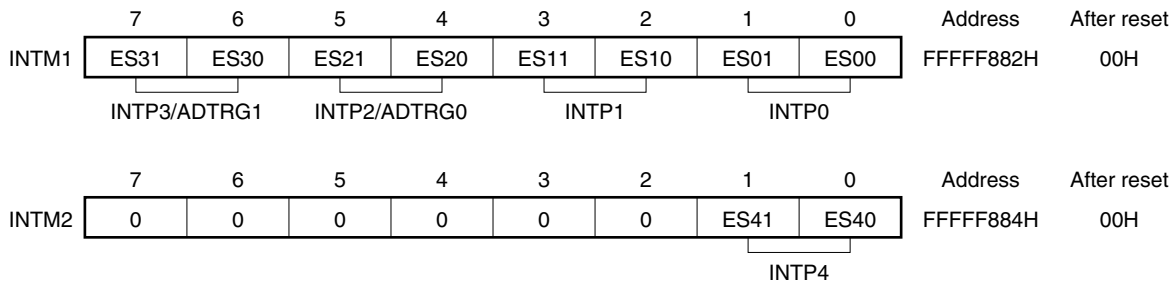 7 6 5 4 3 2 1 0 Address After reset
INTM1 ES31 ES30 ES21 ES20 ES11 ES10 ES01 ES00 FFFFF882H 00H
INTP3/ADTRG1 INTP2/ADTRG0 INTP1 INTP0
7 6 5 4 3 2 1 0 Address After reset
INTM2 0 0 0 0 0 0 ES41 ES40 FFFFF884H 00H
INTP4